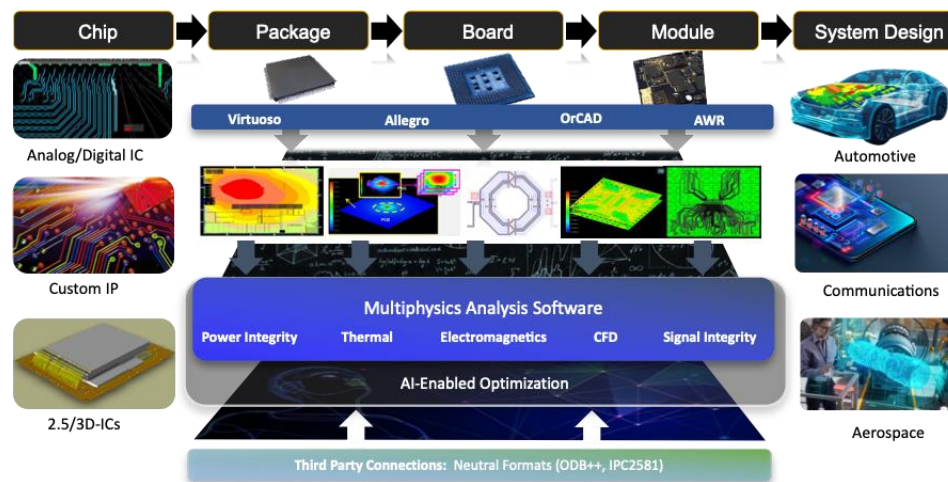 Chip
Package
Board
Module
System Design
Virtuoso
Allegro
OrCAD
AWR
Analog/Digital IC
Custom IP
2.5/3D-ICs
Multiphysics Analysis Software
Power Integrity
Thermal
Electromagnetics
CFD
Signal Integrity
AI-Enabled Optimization
Third Party Connections: Neutral Formats (ODB++, IPC2581)
Automotive
Communications
Aerospace